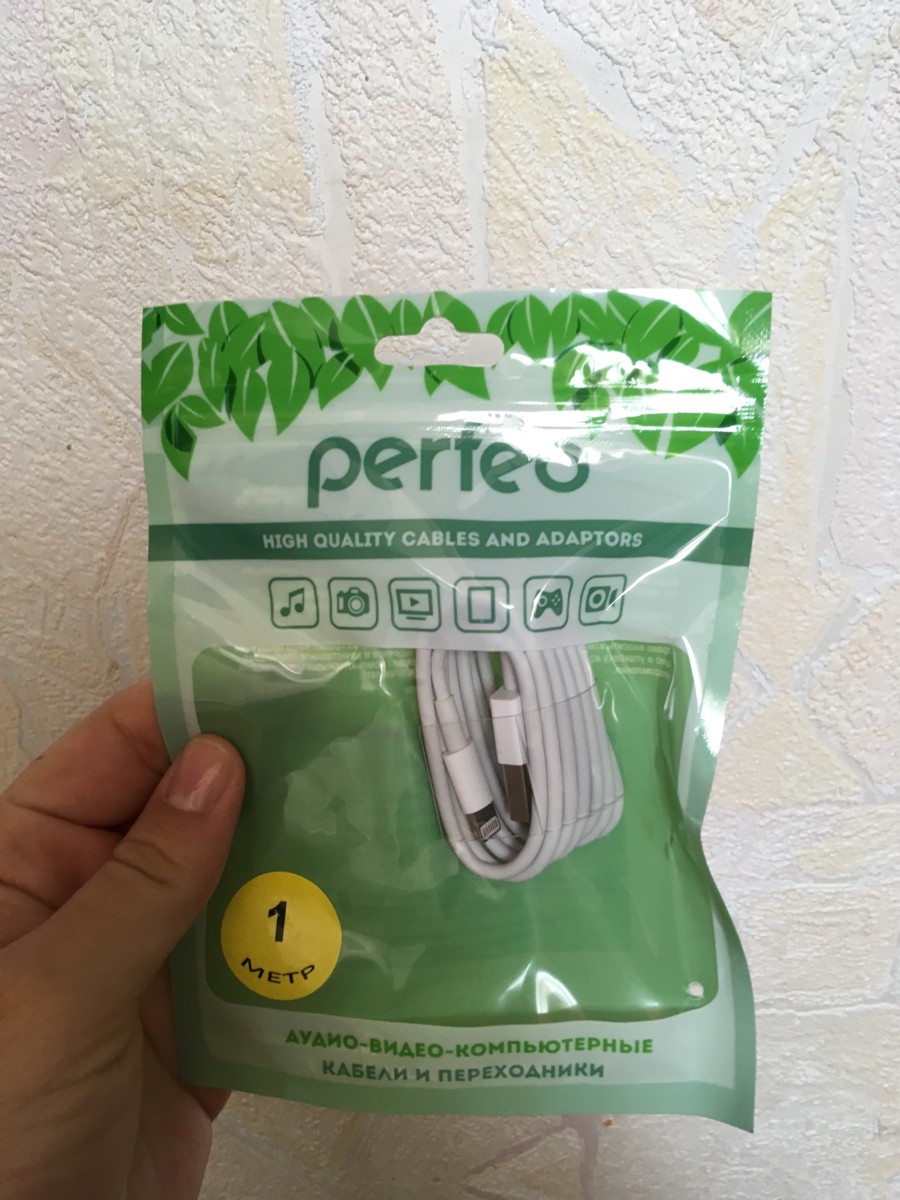 perfeo
HIGH QUALITY CABLES AND ADAPTORS
1
МЕТР
АУДИО-ВИДЕО-КОМПЬЮТЕРНЫЕ
КАБЕЛИ И ПЕРЕХОДНИКИ